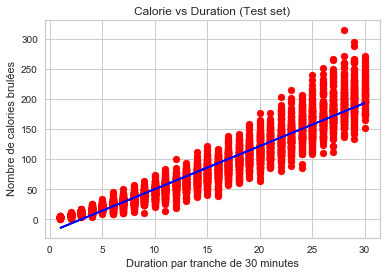 Calorie vs Duration (Test set)
Nombre de calories brulées
300
250
200
150
100
50
0
0 5 10 15 20 25 30
Duration par tranche de 30 minutes